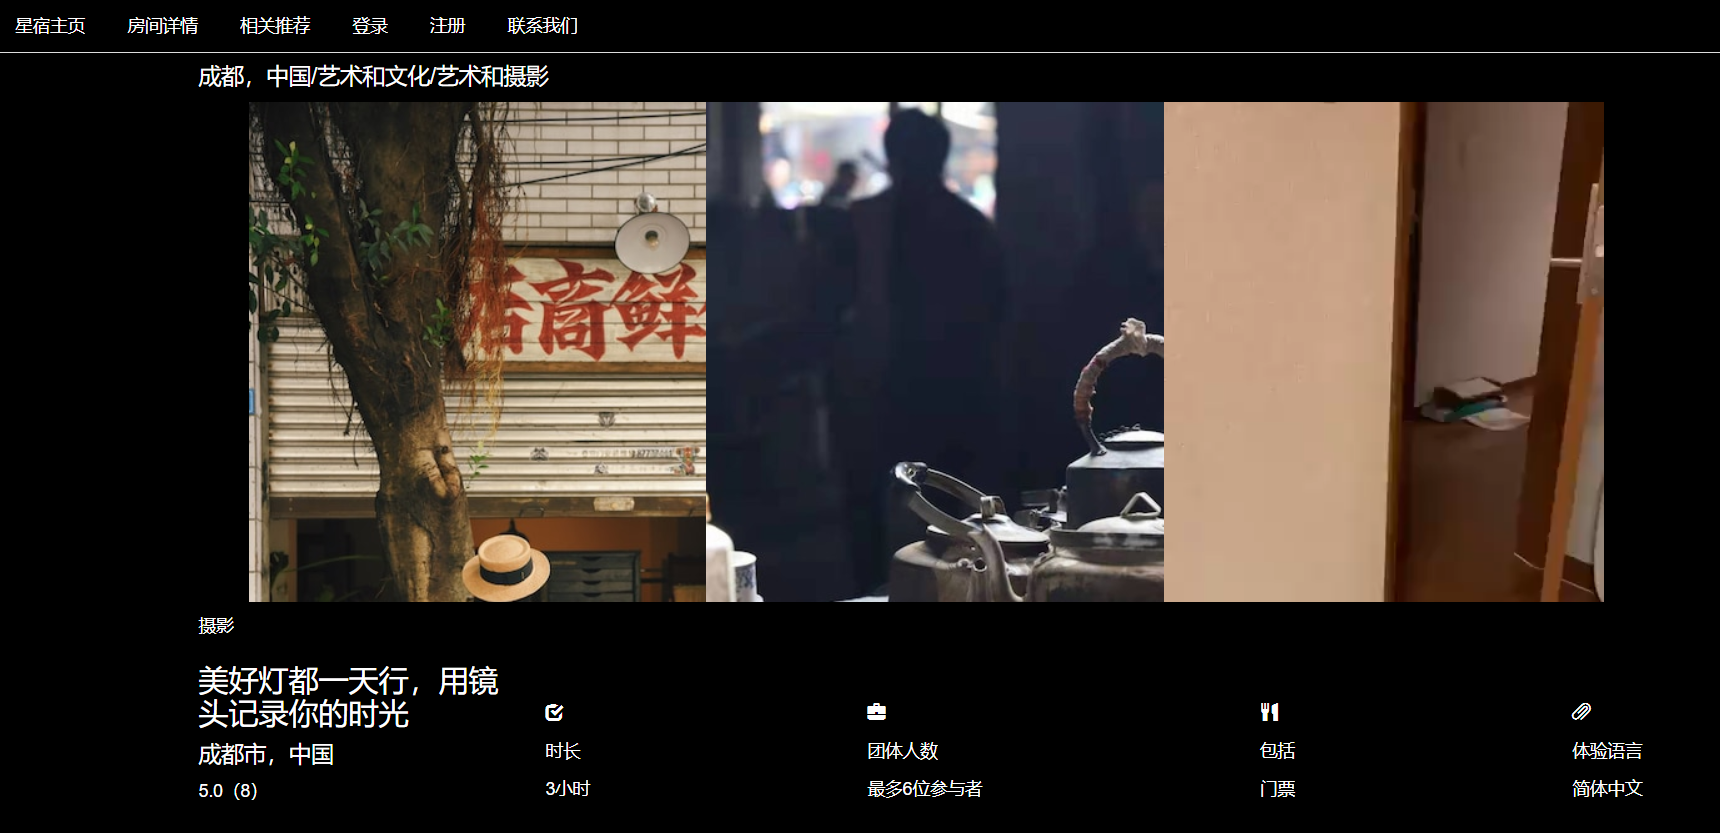 星宿主页 房间详情 相关推荐 登录 注册 联系我们
成都，中国/艺术和文化/艺术和摄影
商鲜
摄影
美好灯都一天行，用镜
头记录你的时光
成都市，中国
5.0（8）
时长 团体人数 包括 体验语言
3小时 最多6位参与者 门票 简体中文